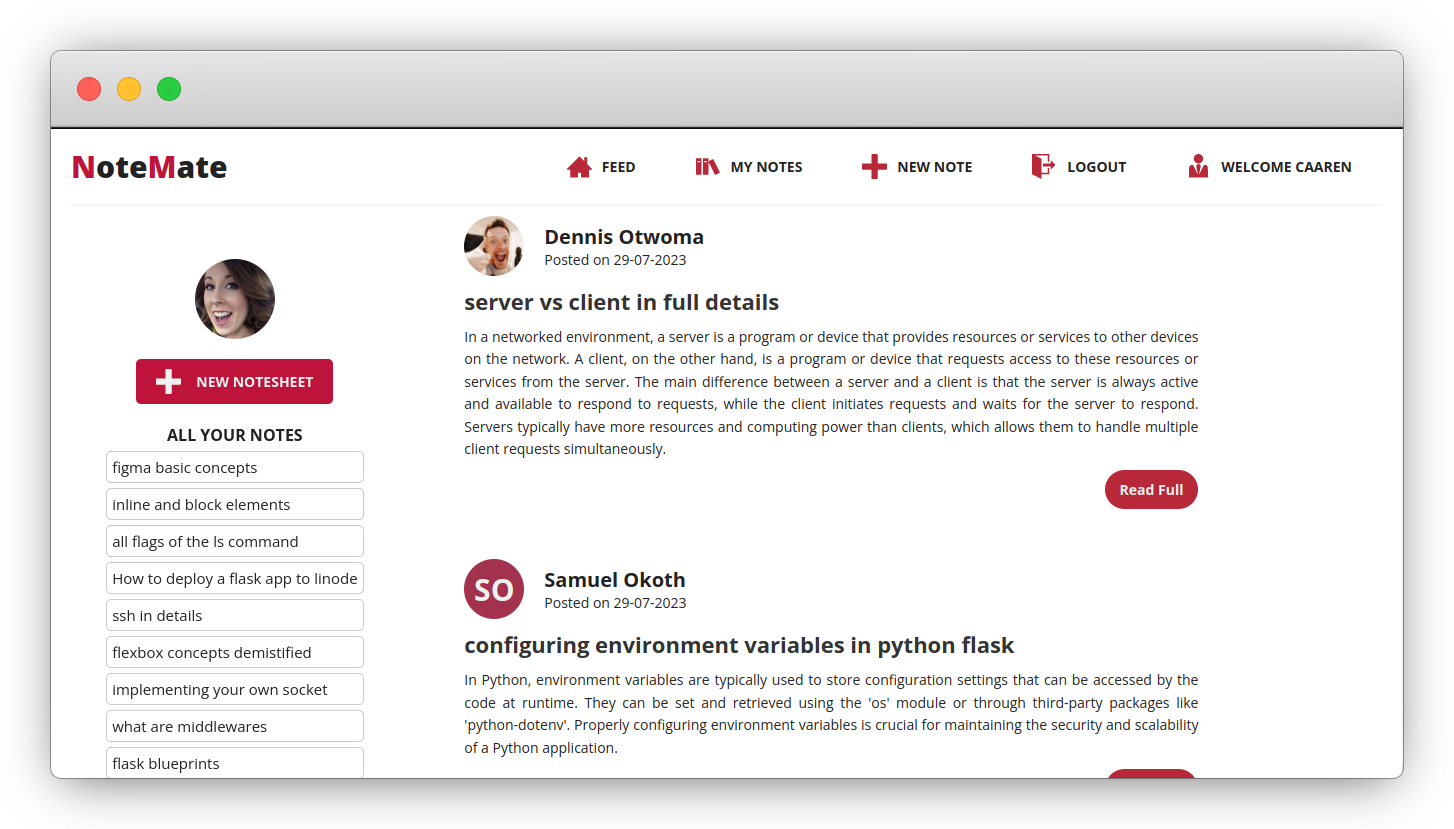 NoteMate
FEED
MY NOTES
NEW NOTE
LOGOUT
WELCOME CAAREN
NEW NOTESHEET
ALL YOUR NOTES
figma basic concepts
inline and block elements
all flags of the ls command
How to deploy a flask app to linode
ssh in details
flexbox concepts demistified
implementing your own socket
what are middlewares
flask blueprints
Dennis Otwoma
Posted on 29-07-2023
server vs client in full details
In a networked environment, a server is a program or device that provides resources or services to other devices
on the network. A client, on the other hand, is a program or device that requests access to these resources or
services from the server. The main difference between a server and a client is that the server is always active
and available to respond to requests, while the client initiates requests and waits for the server to respond.
Servers typically have more resources and computing power than clients, which allows them to handle multiple
client requests simultaneously.
Read Full
SO
Samuel Okoth
Posted on 29-07-2023
configuring environment variables in python flask
In Python, environment variables are typically used to store configuration settings that can be accessed by the
code at runtime. They can be set and retrieved using the 'os' module or through third-party packages like
'python-dotenv'. Properly configuring environment variables is crucial for maintaining the security and scalability
of a Python application.